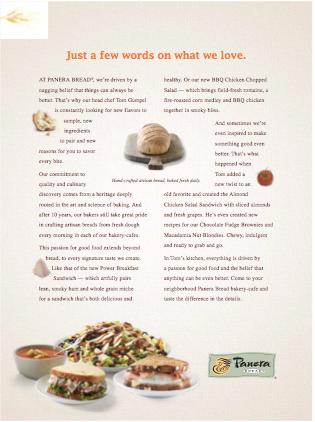 Just a few words on what we love.
AT PANERA BREAD®, we're driven by a
nagging belief that things can always be
better. That's why our head chef Tom Gumpel
is constantly looking for new flavors to
sample, new
ingredients
to pair and new
reasons for you to savor
every bite.
Our commitment to
quality and culinary
discovery comes from a heritage deeply
rooted in the art and science of baking. And
after 10 years, our bakers still take great pride
in crafting artisan breads from fresh dough
every morning in each of our bakery-cafes.
This passion for good food extends beyond
bread, to every signature taste we create.
Like that of the new Power Breakfast
Sandwich — which artfully pairs
lean, smoky ham and whole grain miche
for a sandwich that's both delicious and
healthy. Or our new BBQ Chicken Chopped
Salad — which brings field-fresh romaine, a
fire-roasted corn medley and BBQ chicken
together in smoky bliss.
And sometimes we're
even inspired to make
something good even
better. That's what
happened when
Tom added a
new twist to an
old favorite and created the Almond
Chicken Salad Sandwich with sliced almonds
and fresh grapes. He's even created new
recipes for our Chocolate Fudge Brownies and
Macadamia Nut Blondies. Chewy, indulgent
and ready to grab and go.
In Tom's kitchen, everything is driven by
a passion for good food and the belief that
anything can be even better. Come to your
neighborhood Panera Bread bakery-cafe and
taste the difference in the details.
Hand-crafted artisan bread, baked fresh daily.
Panera
BREAD